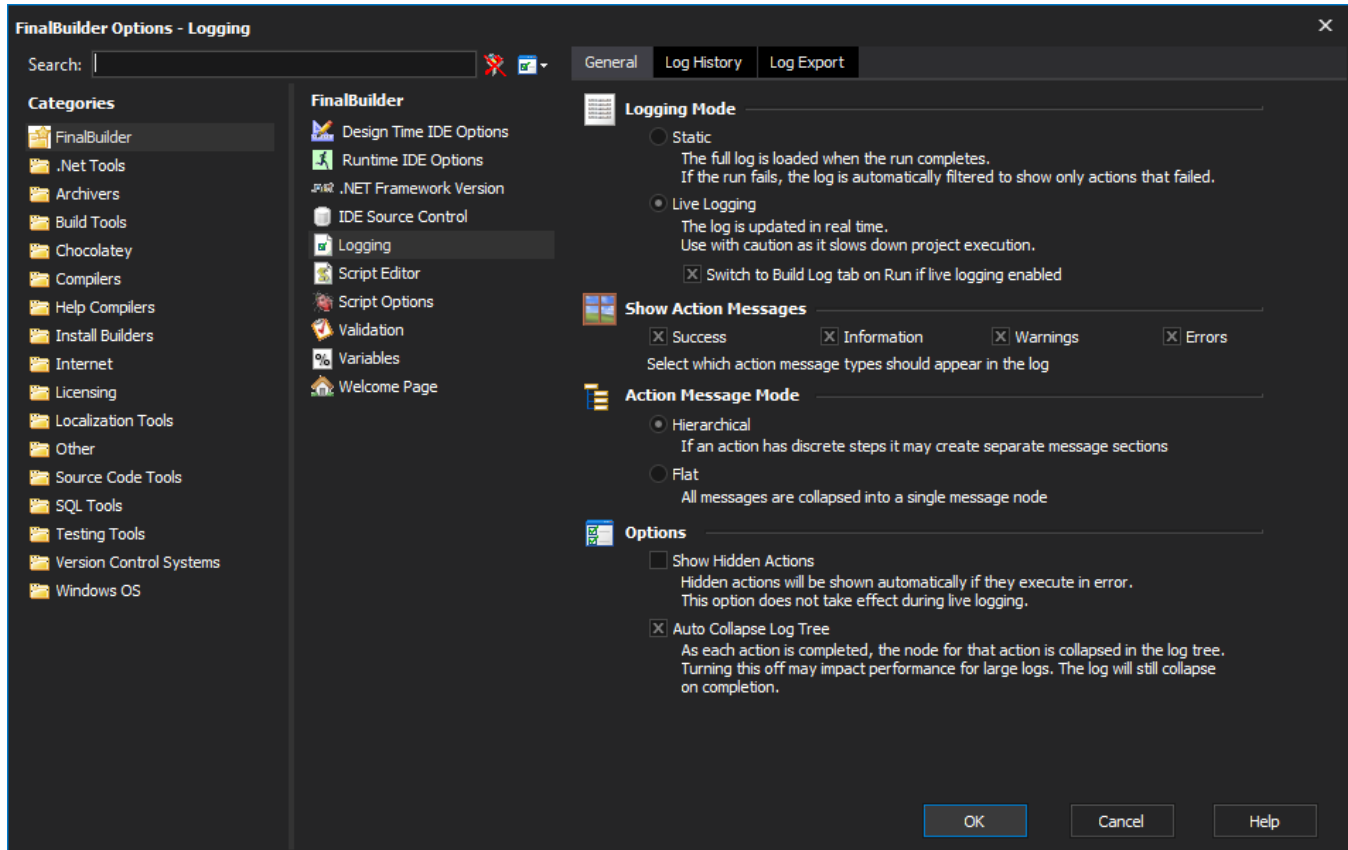 FinalBuilder Options - Logging
Search:
Categories
FinalBuilder
.Net Tools
Archivers
Build Tools
Chocolatey
Compilers
Help Compilers
Install Builders
Internet
Licensing
Localization Tools
Other
Source Code Tools
SQL Tools
Testing Tools
Version Control Systems
Windows OS
FinalBuilder
Design Time IDE Options
Runtime IDE Options
.NET Framework Version
IDE Source Control
Logging
Script Editor
Script Options
Validation
Variables
Welcome Page
General Log History Log Export
Logging Mode
Static
The full log is loaded when the run completes.
If the run fails, the log is automatically filtered to show only actions that failed.
Live Logging
The log is updated in real time.
Use with caution as it slows down project execution.
Switch to Build Log tab on Run if live logging enabled
Show Action Messages
Success Information Warnings Errors
Select which action message types should appear in the log
Action Message Mode
Hierarchical
If an action has discrete steps it may create separate message sections
Flat
All messages are collapsed into a single message node
Options
Show Hidden Actions
Hidden actions will be shown automatically if they execute in error.
This option does not take effect during live logging.
Auto Collapse Log Tree
As each action is completed, the node for that action is collapsed in the log tree.
Turning this off may impact performance for large logs. The log will still collapse
on completion.
OK Cancel Help